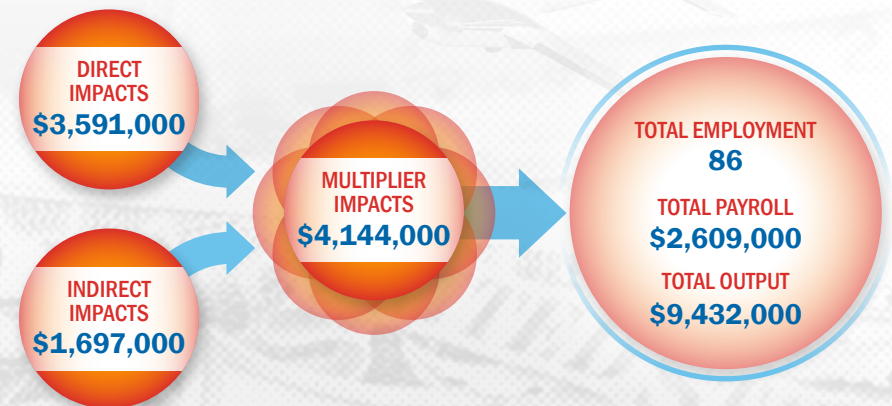 DIRECT
IMPACTS
$3,591,000
INDIRECT
IMPACTS
$1,697,000
MULTIPLIER
IMPACTS
$4,144,000
TOTAL EMPLOYMENT
86
TOTAL PAYROLL
$2,609,000
TOTAL OUTPUT
$9,432,000